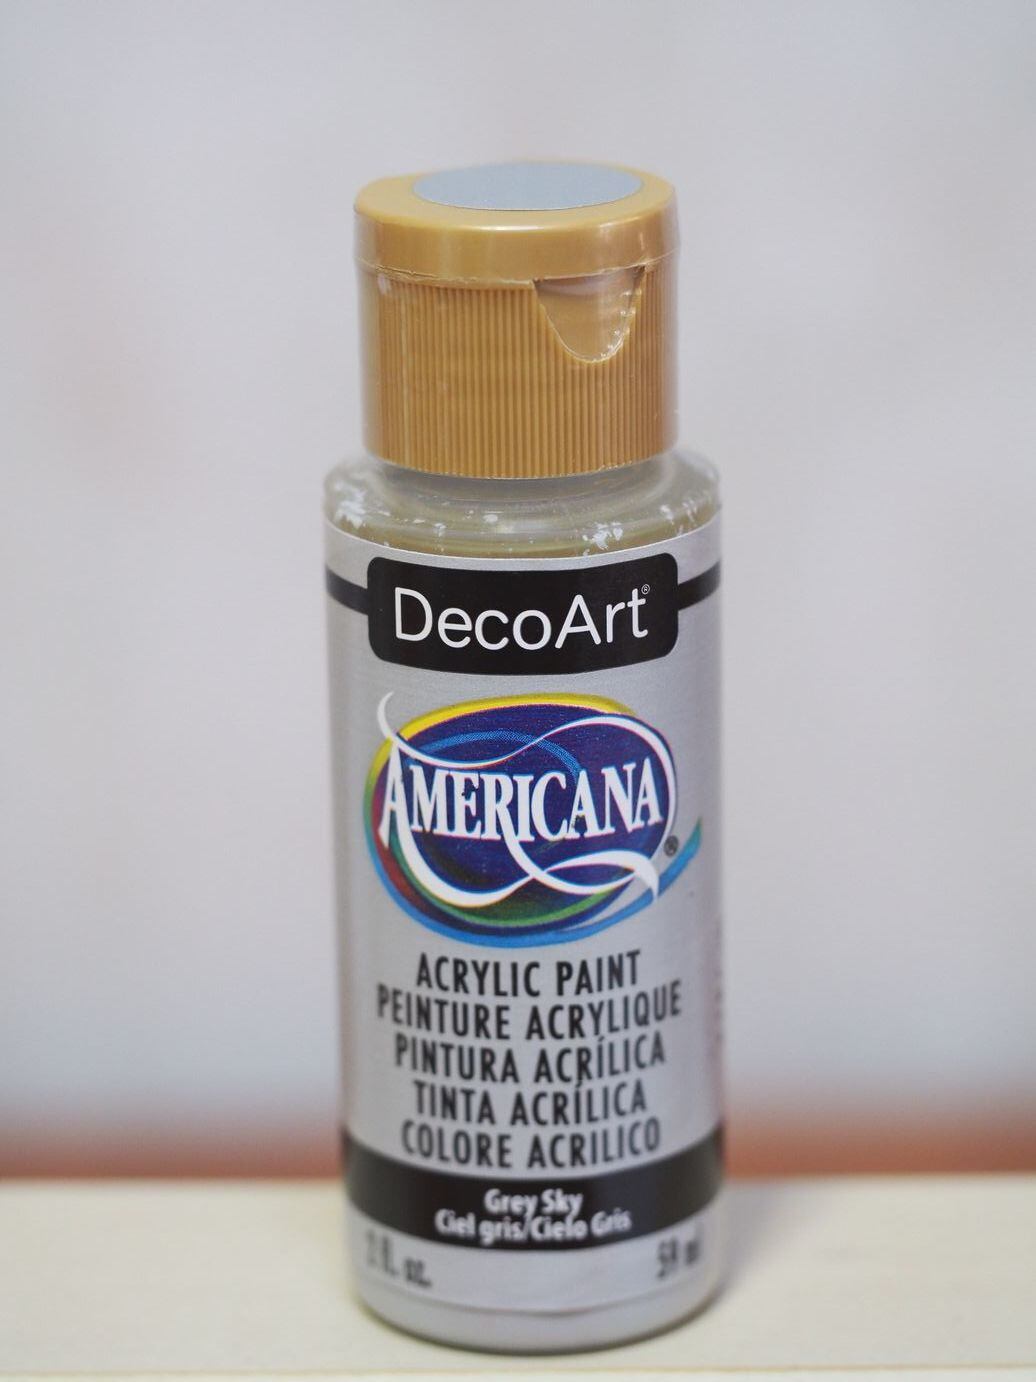 DecoArt®
AMERICANA®
ACRYLIC PAINT
PEINTURE ACRYLIQUE
PINTURA ACRÍLICA
TINTA ACRÍLICA
COLORE ACRILICO
Grey Sky
Ciel gris/Cielo Gris
2 fl. oz. 59 ml